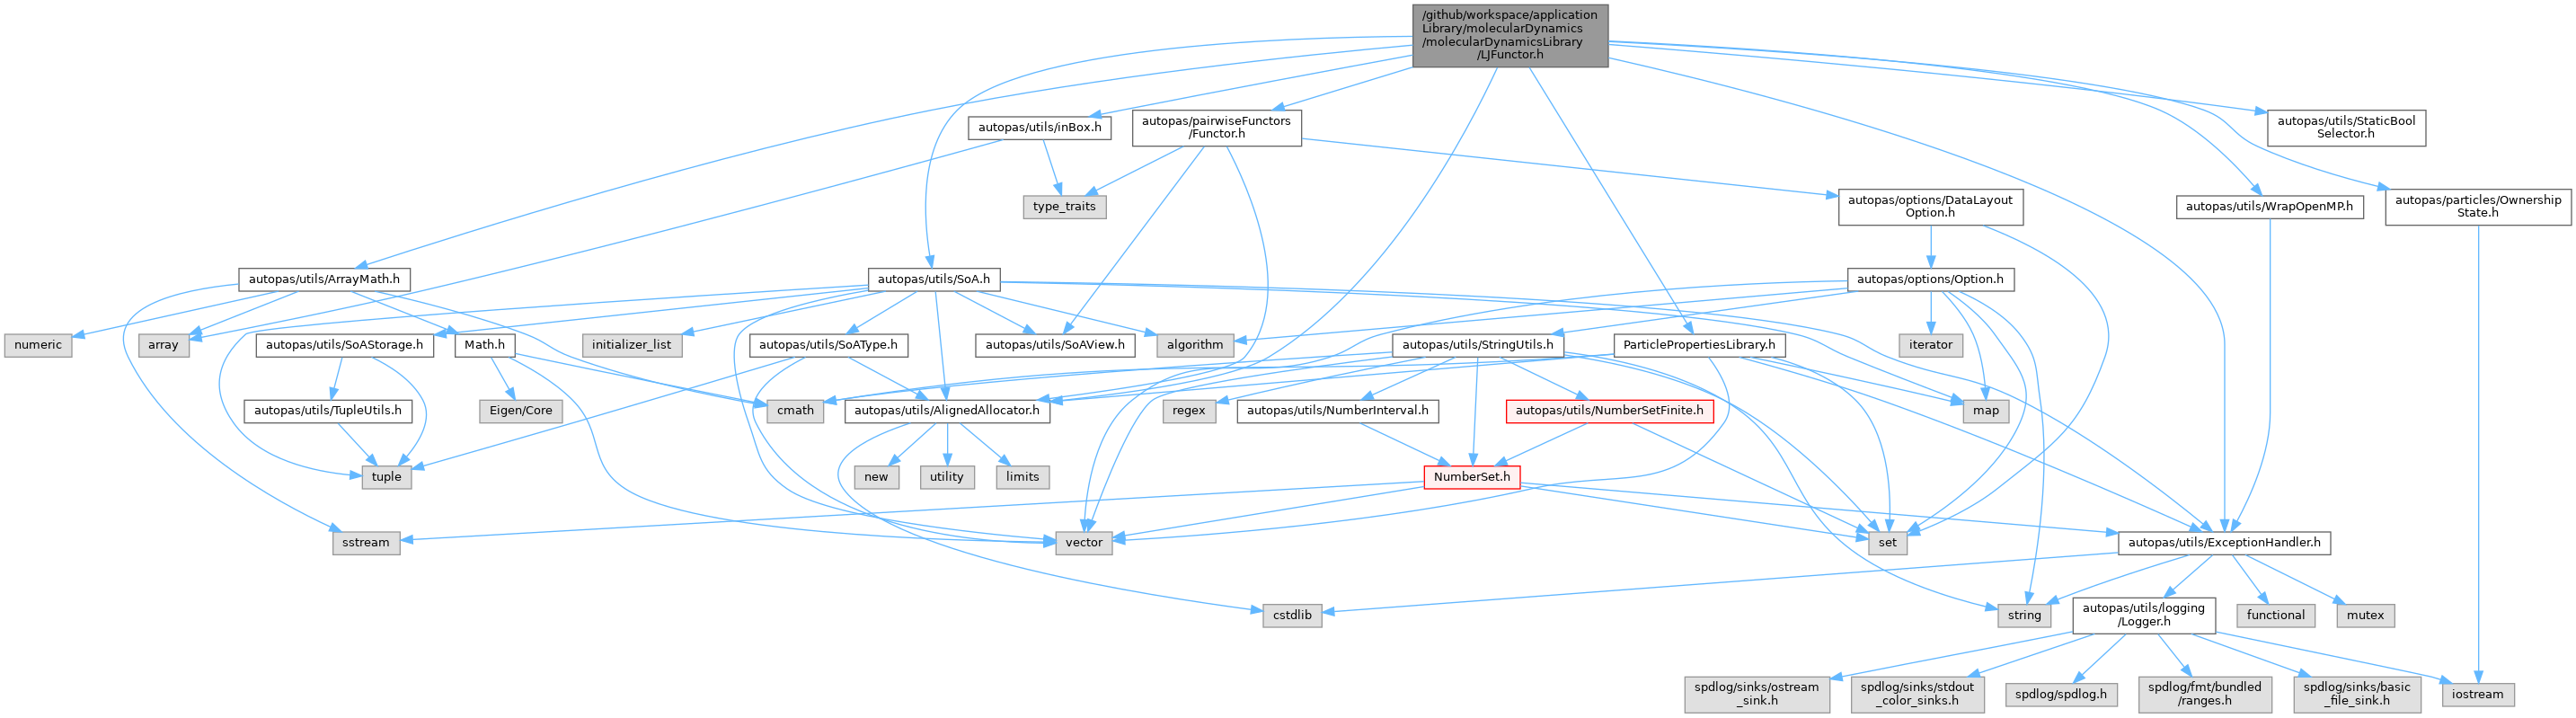 /github/workspace/application
Library/molecularDynamics
/molecularDynamicsLibrary
/LJFunctor.h
autopas/utils/inBox.h
autopas/pairwiseFunctors
/Functor.h
autopas/utils/StaticBool
Selector.h
type_traits
autopas/options/DataLayout
Option.h
autopas/utils/WrapOpenMP.h
autopas/particles/Ownership
State.h
autopas/utils/ArrayMath.h
autopas/utils/SoA.h
autopas/options/Option.h
numeric
array
autopas/utils/SoAStorage.h
Math.h
initializer_list
autopas/utils/SoAType.h
autopas/utils/SoAView.h
algorithm
autopas/utils/StringUtils.h
ParticlePropertiesLibrary.h
iterator
autopas/utils/TupleUtils.h
Eigen/Core
cmath
autopas/utils/AlignedAllocator.h
regex
autopas/utils/NumberInterval.h
autopas/utils/NumberSetFinite.h
map
tuple
new
utility
limits
NumberSet.h
sstream
vector
set
autopas/utils/ExceptionHandler.h
cstdlib
string
autopas/utils/logging
/Logger.h
functional
mutex
spdlog/sinks/ostream
_sink.h
spdlog/sinks/stdout
_color_sinks.h
spdlog/spdlog.h
spdlog/fmt/bundled
/ranges.h
spdlog/sinks/basic
_file_sink.h
iostream